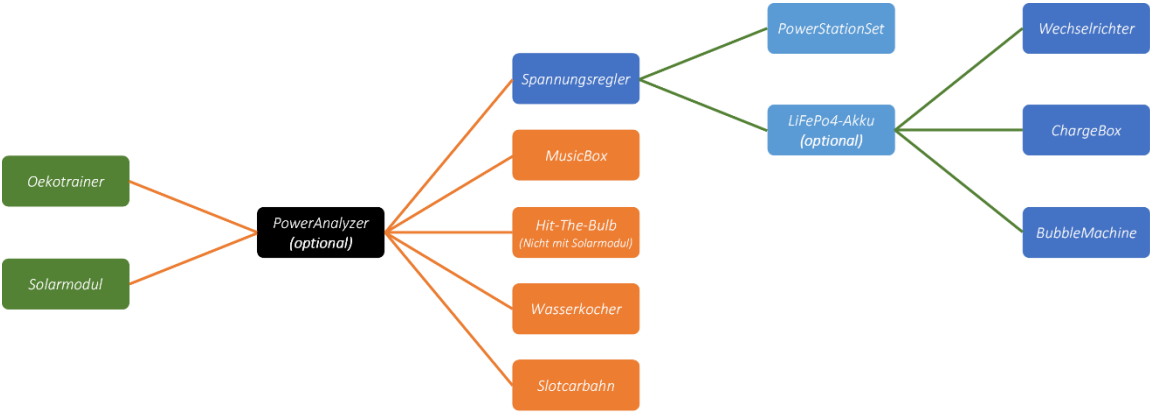 Oekotrainer
Solarmodul
PowerAnalyzer
(optional)
Spannungsregler
MusicBox
Hit-The-Bulb
(Nicht mit Solarmodul)
Wasserkocher
Slotcarbahn
PowerStationSet
LiFePo4-Akku
(optional)
Wechselrichter
ChargeBox
BubbleMachine